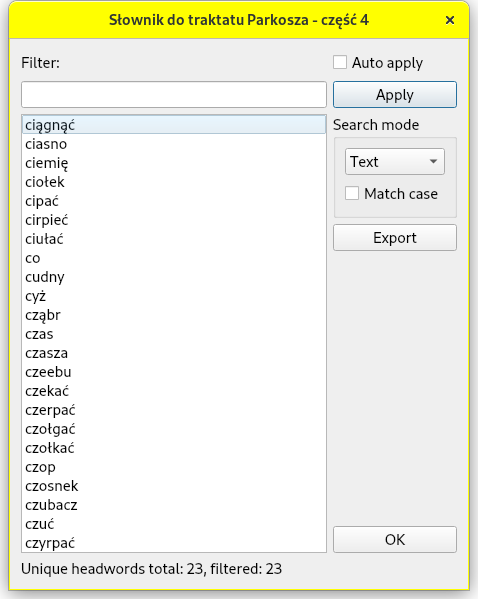 Słownik do traktatu Parkosza - część 4
Filter:
Auto apply
Apply
ciągnąć
ciasno
ciemię
ciołek
cipać
cirpieć
ciułać
co
cudny
cyż
cząbr
czas
czasza
czeebu
czekać
czerpać
czołgać
czołkać
czop
czosnek
czubacz
czuć
czyrpać
Search mode
Text
Match case
Export
OK
Unique headwords total: 23, filtered: 23